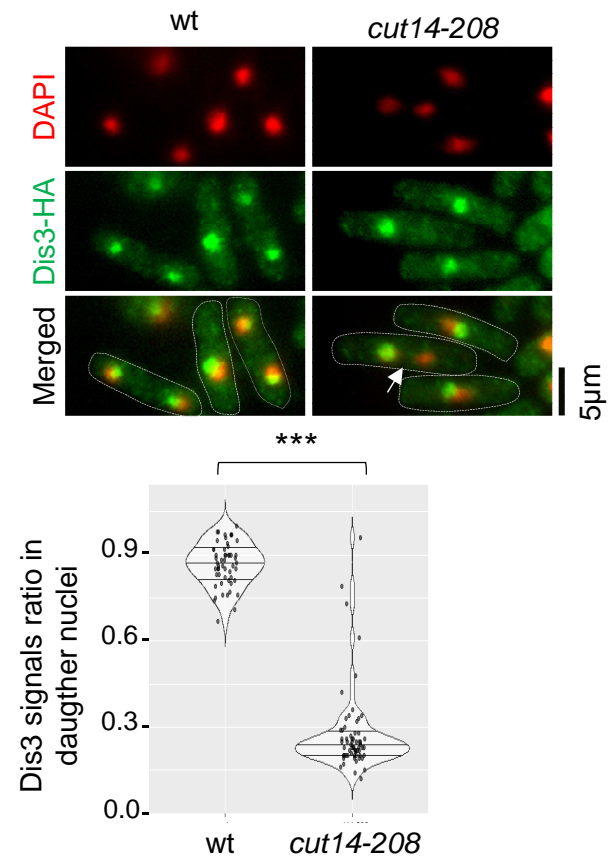 wt
cut14-208
DAPI
Dis3-HA
Merged
5µm
***
Dis3 signals ratio in
daugther nuclei
0.9
0.6
0.3
0.0
wt
cut14-208